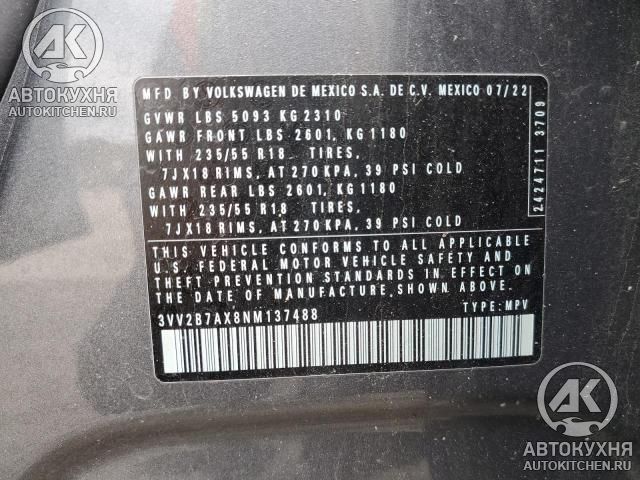 AK
АВТОКУХНЯ
AUTOKITCHEN.RU
MFD BY VOLKSWAGEN DE MEXICO S.A. DE C.V. MEXICO 07/22
GVWR LBS 5093 KG 2310
GAWR FRONT LBS 2601, KG 1180
WITH 235/55 R18 TIRES,
7JX18 RIMS, AT 270 KPA, 39 PSI COLD
GAWR REAR LBS 2601, KG 1180
WITH 235/55 R18 TIRES,
7JX18 RIMS, AT 270 KPA, 39 PSI COLD
2424711 3709
THIS VEHICLE CONFORMS TO ALL APPLICABLE
U.S. FEDERAL MOTOR VEHICLE SAFETY AND
THEFT PREVENTION STANDARDS IN EFFECT ON
THE DATE OF MANUFACTURE, SHOWN ABOVE.
3VV2B7AX8NM137488 TYPE: MPV
AK
АВТОКУХНЯ
AUTOKITCHEN.RU